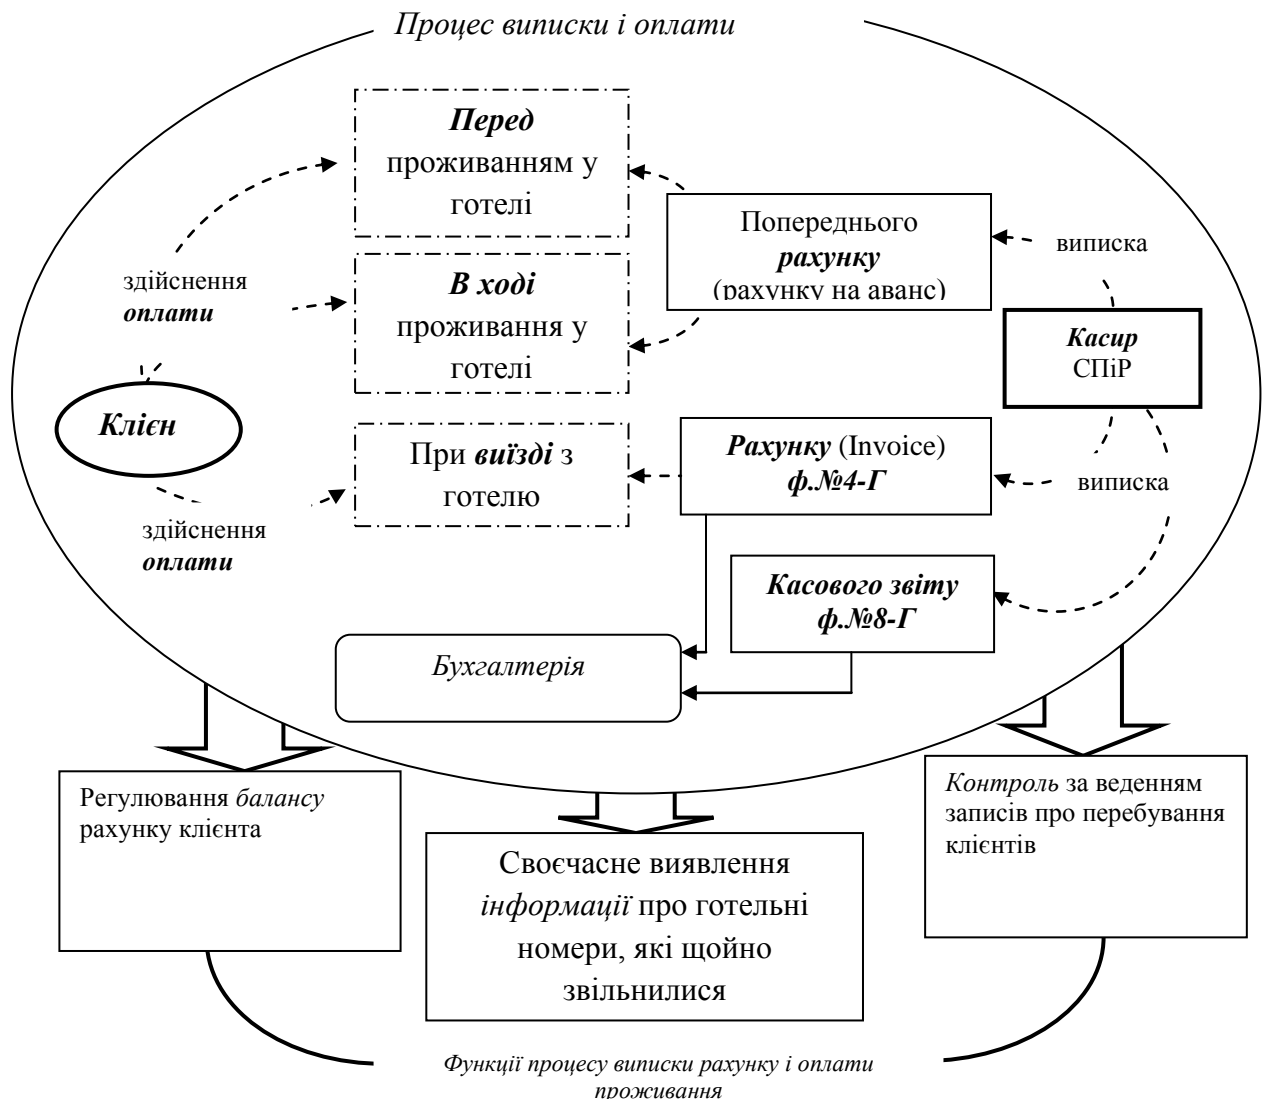 Процес виписки і оплати
Перед
проживанням у
готелі
Попереднього
рахунку
(рахунку на аванс)
виписка
здійснення
оплати
В ході
проживання у
готелі
Касир
СПіР
Клієн
При виїзді з
готелю
Рахунку (Invoice)
ф.№4-Г
виписка
здійснення
оплати
Касового звіту
ф.№8-Г
Бухгалтерія
Регулювання балансу
рахунку клієнта
Своєчасне виявлення
інформації про готельні
номери, які щойно
звільнилися
Контроль за веденням
записів про перебування
клієнтів
Функції процесу виписки рахунку і оплати
проживання